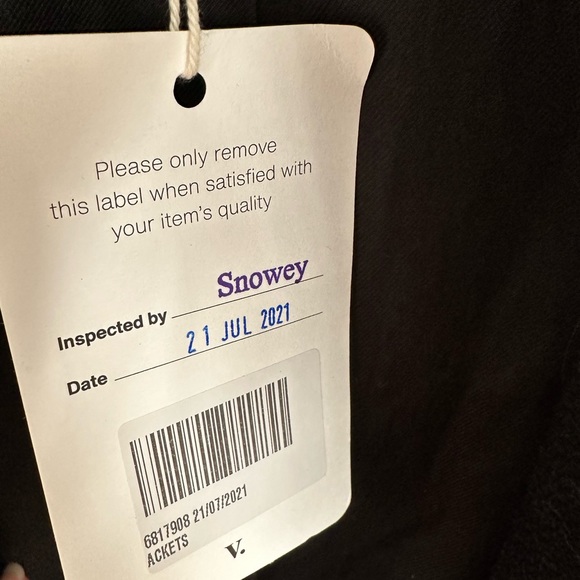 Please only remove
this label when satisfied with
your item's quality
Inspected by Snowey
Date 21 JUL 2021
6817908 21/07/2021
ACKETS
V.